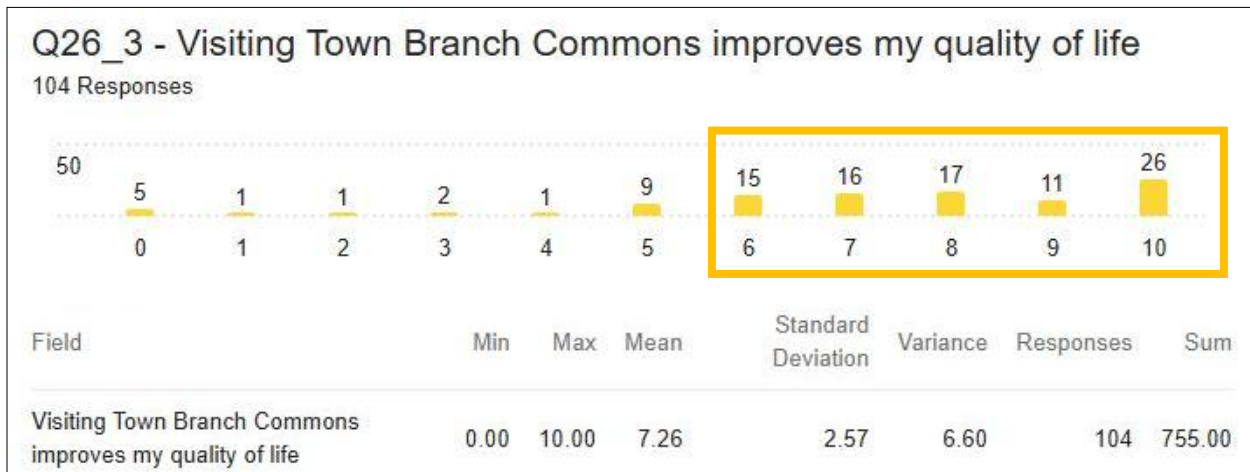 Q26_3 - Visiting Town Branch Commons improves my quality of life
104 Responses
50
5 1 1 2 1 9 15 16 17 11 26
0 1 2 3 4 5 6 7 8 9 10
Field Min Max Mean Standard Deviation Variance Responses Sum
Visiting Town Branch Commons
improves my quality of life 0.00 10.00 7.26 2.57 6.60 104 755.00